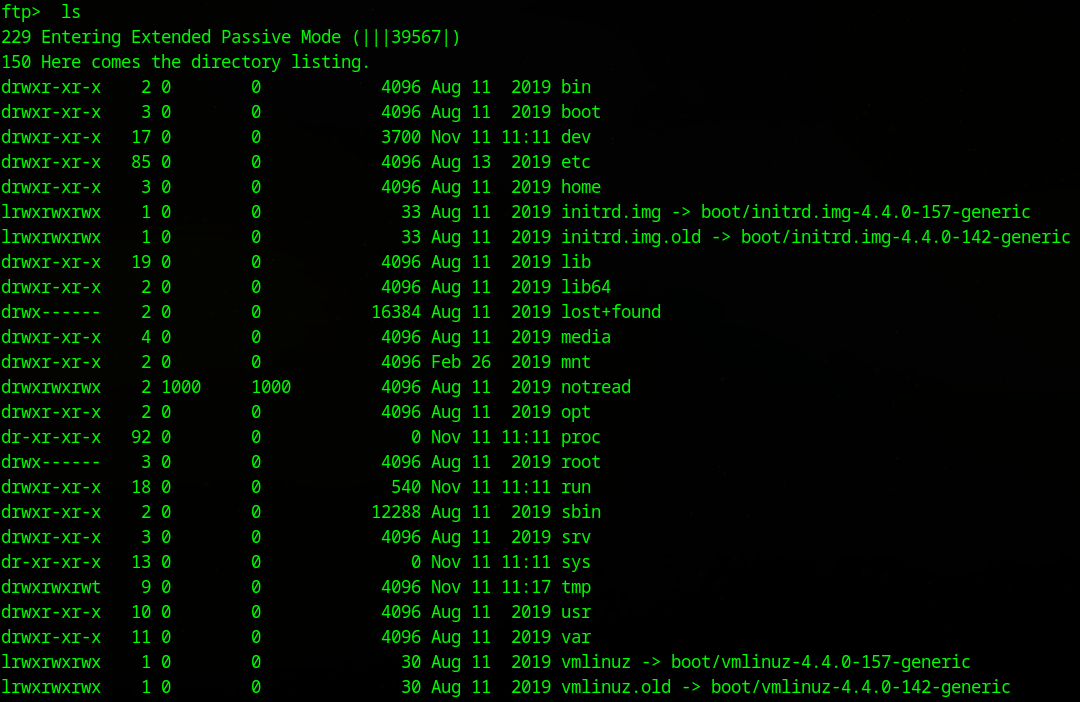 ftp>  ls
229 Entering Extended Passive Mode (|||39567|)
150 Here comes the directory listing.
drwxr-xr-x    2 0        0            4096 Aug 11  2019 bin
drwxr-xr-x    3 0        0            4096 Aug 11  2019 boot
drwxr-xr-x   17 0        0            3700 Nov 11 11:11 dev
drwxr-xr-x   85 0        0            4096 Aug 13  2019 etc
drwxr-xr-x    3 0        0            4096 Aug 11  2019 home
lrwxrwxrwx    1 0        0              33 Aug 11  2019 initrd.img -> boot/initrd.img-4.4.0-157-generic
lrwxrwxrwx    1 0        0              33 Aug 11  2019 initrd.img.old -> boot/initrd.img-4.4.0-142-generic
drwxr-xr-x   19 0        0            4096 Aug 11  2019 lib
drwxr-xr-x    2 0        0            4096 Aug 11  2019 lib64
drwx------    2 0        0           16384 Aug 11  2019 lost+found
drwxr-xr-x    4 0        0            4096 Aug 11  2019 media
drwxr-xr-x    2 0        0            4096 Feb 26  2019 mnt
drwxrwxrwx    2 1000     1000         4096 Aug 11  2019 notread
drwxr-xr-x    2 0        0            4096 Aug 11  2019 opt
dr-xr-xr-x   92 0        0               0 Nov 11 11:11 proc
drwx------    3 0        0            4096 Aug 11  2019 root
drwxr-xr-x   18 0        0             540 Nov 11 11:11 run
drwxr-xr-x    2 0        0           12288 Aug 11  2019 sbin
drwxr-xr-x    3 0        0            4096 Aug 11  2019 srv
dr-xr-xr-x   13 0        0               0 Nov 11 11:11 sys
drwxrwxrwt    9 0        0            4096 Nov 11 11:17 tmp
drwxr-xr-x   10 0        0            4096 Aug 11  2019 usr
drwxr-xr-x   11 0        0            4096 Aug 11  2019 var
lrwxrwxrwx    1 0        0              30 Aug 11  2019 vmlinuz -> boot/vmlinuz-4.4.0-157-generic
lrwxrwxrwx    1 0        0              30 Aug 11  2019 vmlinuz.old -> boot/vmlinuz-4.4.0-142-generic